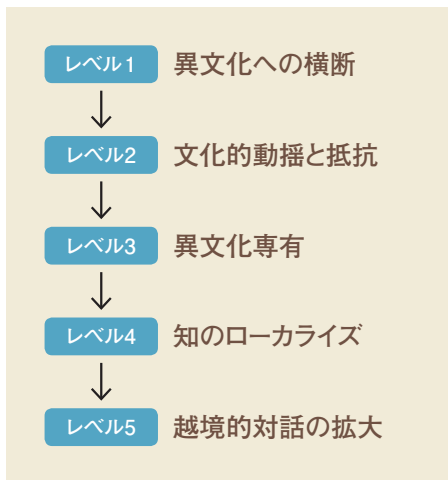 レベル1 異文化への横断
レベル2 文化的動揺と抵抗
レベル3 異文化専有
レベル4 知のローカライズ
レベル5 越境的対話の拡大